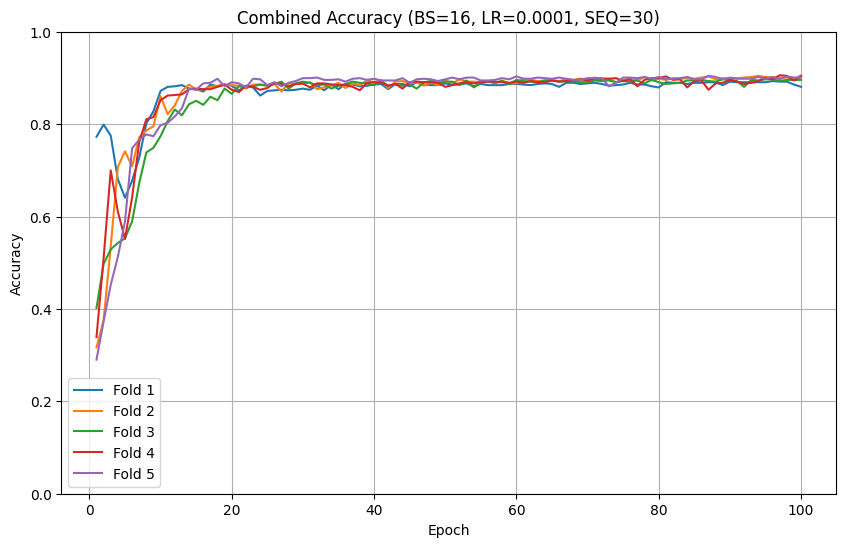 Combined Accuracy (BS=16, LR=0.0001, SEQ=30)
1.0
0.8
0.6
0.4
0.2
0.0
Accuracy
Fold 1
Fold 2
Fold 3
Fold 4
Fold 5
0 20 40 60 80 100
Epoch